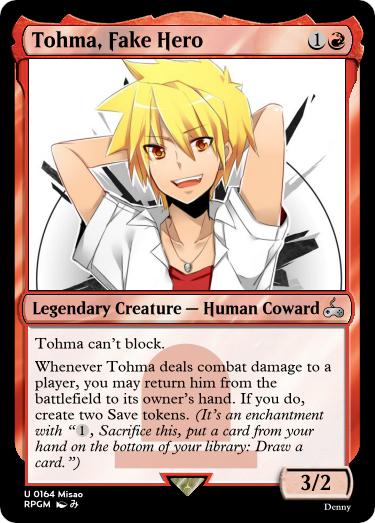 Tohma, Fake Hero 1
Legendary Creature — Human Coward
Tohma can't block.
Whenever Tohma deals combat damage to a
player, you may return him from the
battlefield to its owner's hand. If you do,
create two Save tokens. (It's an enchantment
with “1, Sacrifice this, put a card from your
hand on the bottom of your library: Draw a
card.”)
3/2
U 0164 Misao
RPGM み Denny